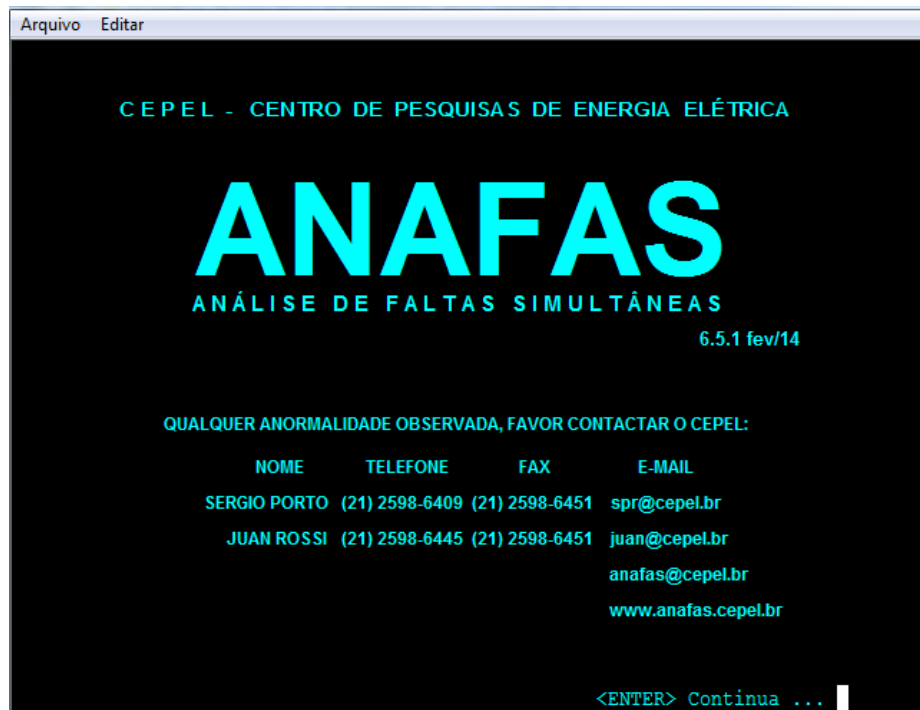 Arquivo Editar
CEPEL - CENTRO DE PESQUISAS DE ENERGIA ELÉTRICA
ANAFAS
ANÁLISE DE FALTAS SIMULTÂNEAS
6.5.1 fev/14
QUALQUER ANORMALIDADE OBSERVADA, FAVOR CONTACTAR O CEPEL:
NOME TELEFONE FAX E-MAIL
SERGIO PORTO (21) 2598-6409 (21) 2598-6451 spr@cepel.br
JUAN ROSSI (21) 2598-6445 (21) 2598-6451 juan@cepel.br
anafas@cepel.br
www.anafas.cepel.br
<ENTER> Continua ...